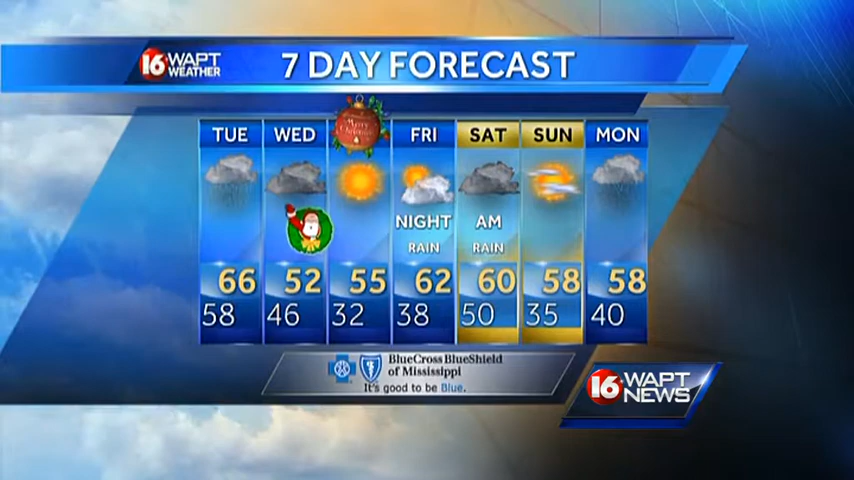 16 WAPT
WEATHER
7 DAY FORECAST
TUE
WED
Merry
Christmas
FRI
SAT
SUN
MON
NIGHT
RAIN
AM
RAIN
66
52
55
62
60
58
58
58
46
32
38
50
35
40
BlueCross BlueShield
of Mississippi
It's good to be Blue.
16 WAPT
NEWS